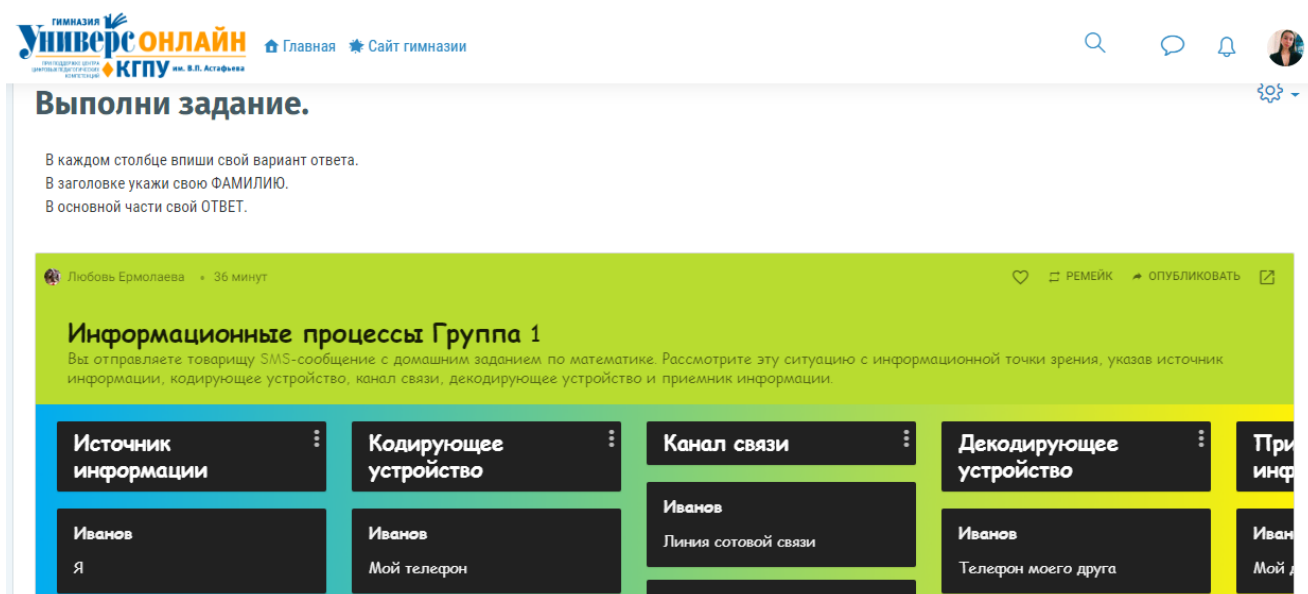 ГИМНАЗИЯ
УНИВЕРС ОНЛАЙН
КГПУ им. В.П. Астафьева
Главная
Сайт гимназии
Выполни задание.
В каждом столбце впиши свой вариант ответа.
В заголовке укажи свою ФАМИЛИЮ.
В основной части свой ОТВЕТ.
Любовь Ермолаева • 36 минут
РЕМЕЙК
ОПУБЛИКОВАТЬ
Информационные процессы Группа 1
Вы отправляете товарищу SMS-сообщение с домашним заданием по математике. Рассмотрите эту ситуацию с информационной точки зрения, указав источник
информации, кодирующее устройство, канал связи, декодирующее устройство и приемник информации.
Источник
информации
Иванов
Я
Кодирующее
устройство
Иванов
Мой телефон
Канал связи
Иванов
Линия сотовой связи
Декодирующее
устройство
Иванов
Телефон моего друга
При
инф
Иван
Мой